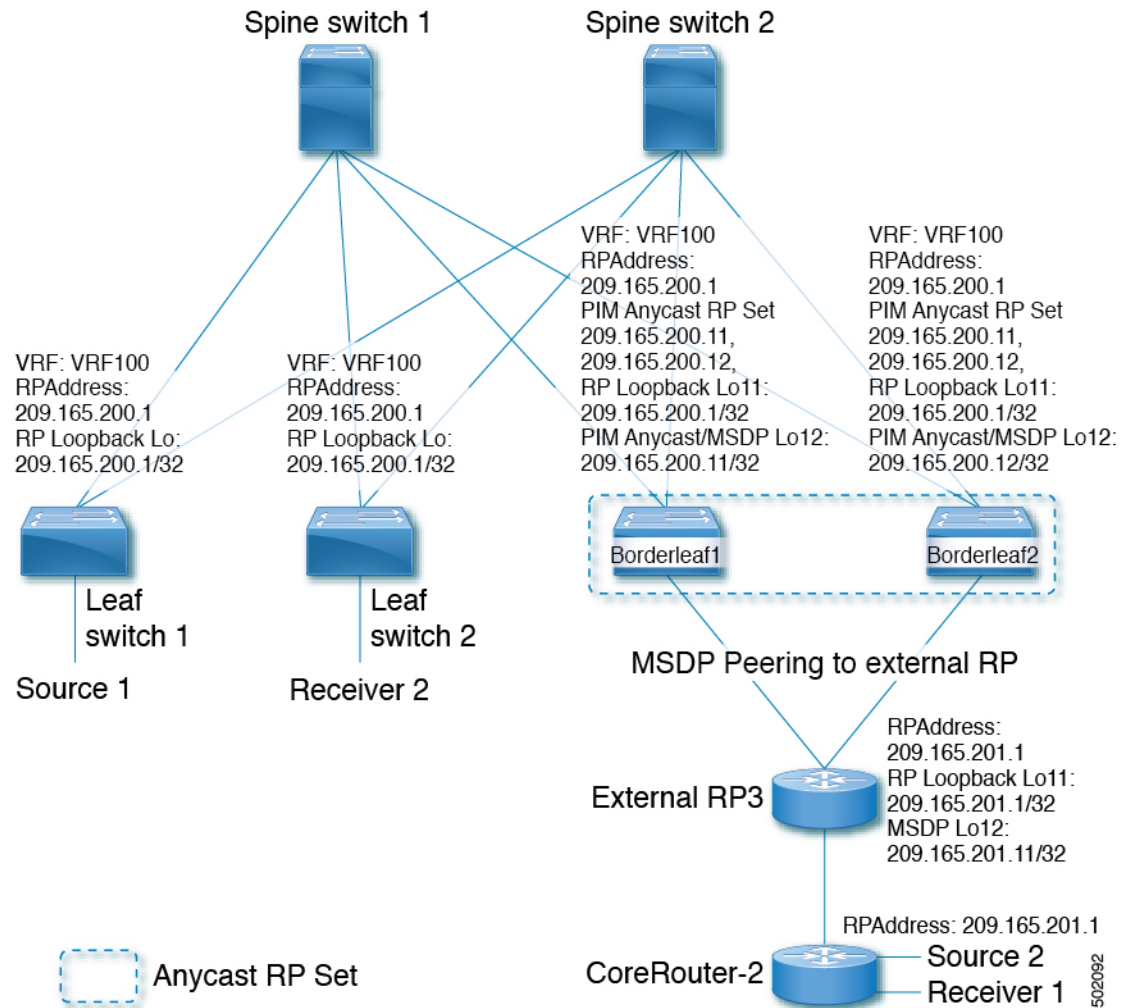 Spine switch 1
Spine switch 2
VRF: VRF100
RPAddress:
209.165.200.1
RP Loopback Lo:
209.165.200.1/32
VRF: VRF100
RPAddress:
209.165.200.1
RP Loopback Lo:
209.165.200.1/32
VRF: VRF100
RPAddress:
209.165.200.1
PIM Anycast RP Set
209.165.200.11,
209.165.200.12,
RP Loopback Lo11:
209.165.200.1/32
PIM Anycast/MSDP Lo12:
209.165.200.11/32
VRF: VRF100
RPAddress:
209.165.200.1
PIM Anycast RP Set
209.165.200.11,
209.165.200.12,
RP Loopback Lo11:
209.165.200.1/32
PIM Anycast/MSDP Lo12:
209.165.200.12/32
Borderleaf1
Borderleaf2
Leaf
switch 1
Leaf
switch 2
Source 1
Receiver 2
MSDP Peering to external RP
External RP3
RPAddress:
209.165.201.1
RP Loopback Lo11:
209.165.201.1/32
MSDP Lo12:
209.165.201.11/32
RPAddress: 209.165.201.1
Anycast RP Set
CoreRouter-2
Source 2
Receiver 1
502092